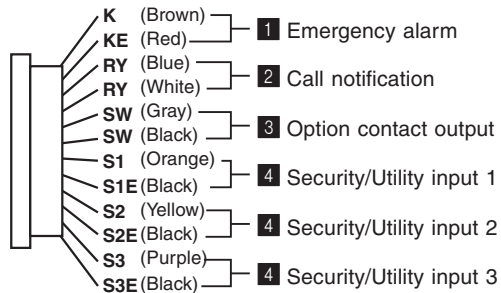 K (Brown)
KE (Red)
1 Emergency alarm
RY (Blue)
RY (White)
2 Call notification
SW (Gray)
SW (Black)
3 Option contact output
S1 (Orange)
S1E (Black)
4 Security/Utility input 1
S2 (Yellow)
S2E (Black)
4 Security/Utility input 2
S3 (Purple)
S3E (Black)
4 Security/Utility input 3